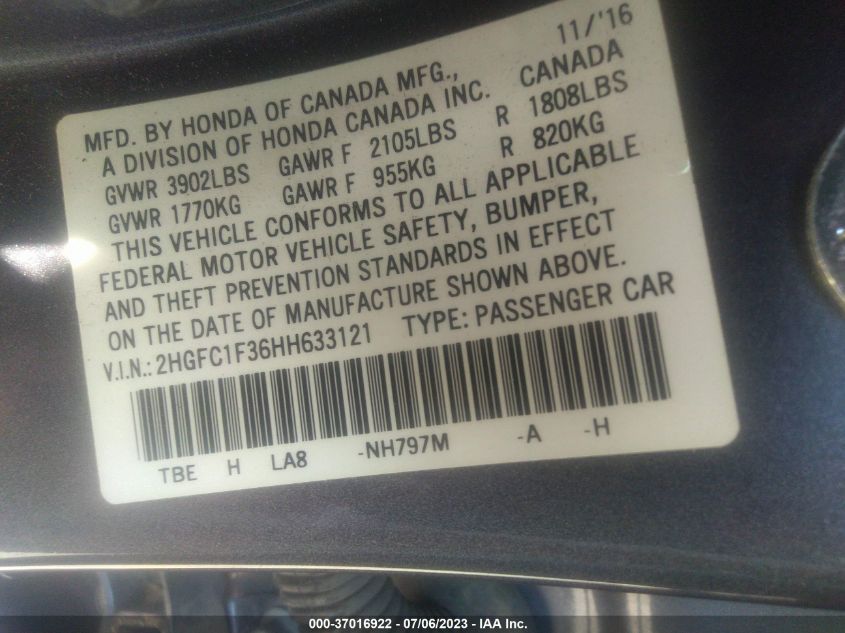 11/'16
MFD. BY HONDA OF CANADA MFG.,
A DIVISION OF HONDA CANADA INC. CANADA
GVWR 3902LBS GAWR F 2105LBS R 1808LBS
GVWR 1770KG GAWR F 955KG R 820KG
THIS VEHICLE CONFORMS TO ALL APPLICABLE
FEDERAL MOTOR VEHICLE SAFETY, BUMPER,
AND THEFT PREVENTION STANDARDS IN EFFECT
ON THE DATE OF MANUFACTURE SHOWN ABOVE.
V.I.N.: 2HGFC1F36HH633121 TYPE: PASSENGER CAR
TBE H LA8 -NH797M -A -H
000-37016922 - 07/06/2023 - IAA Inc.